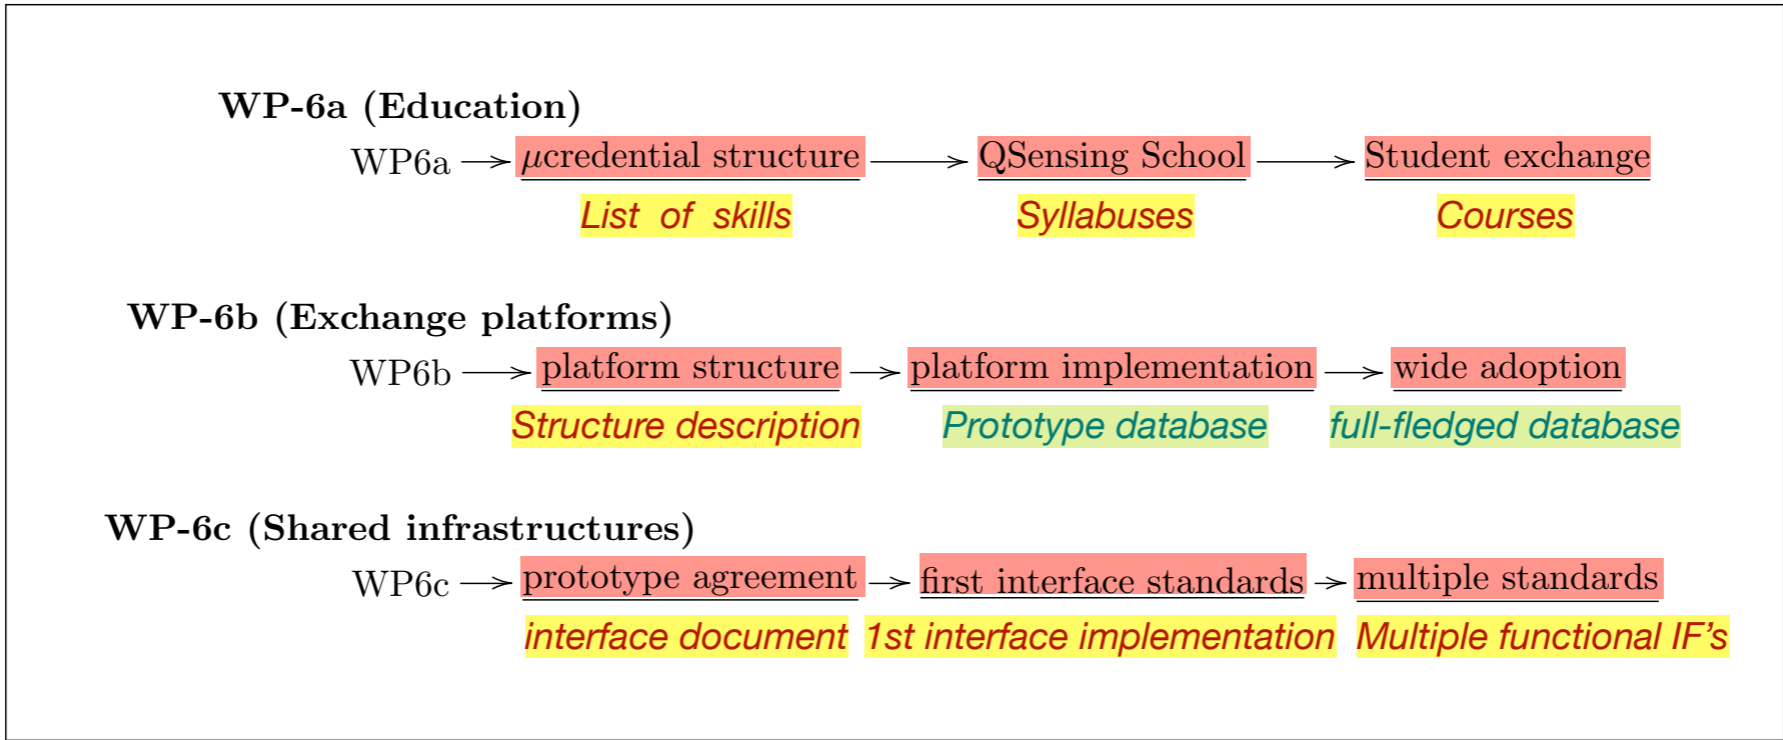 WP-6a (Education)
WP6a μcredential structure QSensing School Student exchange
List of skills Syllabuses Courses
WP-6b (Exchange platforms)
WP6b platform structure platform implementation wide adoption
Structure description Prototype database full-fledged database
WP-6c (Shared infrastructures)
WP6c prototype agreement first interface standards multiple standards
interface document 1st interface implementation Multiple functional IF's